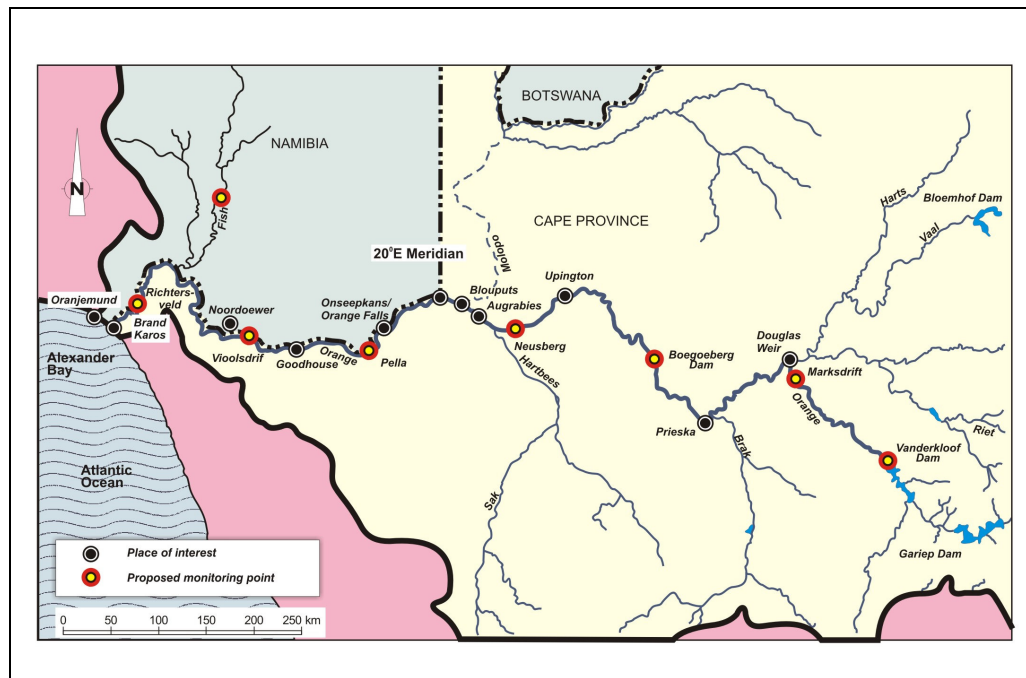 BOTSWANA
NAMIBIA
N
Fish
Harts
Bloemhof Dam
Vaal
CAPE PROVINCE
20°E Meridian
Molopo
Oranjemund
Richters-
veld
Brand
Karos
Noordoewer
Onseepkans/
Orange Falls
Blouputs
Augrabies
Upington
Vioolsdrif
Goodhouse
Orange
Pella
Neusberg
Hartbees
Boegoeberg
Dam
Douglas
Weir
Marksdrift
Orange
Alexander
Bay
Prieska
Brak
Riet
Vanderkloof
Dam
Atlantic
Ocean
Sak
Gariep Dam
Place of interest
Proposed monitoring point
0 50 100 150 200 250 km